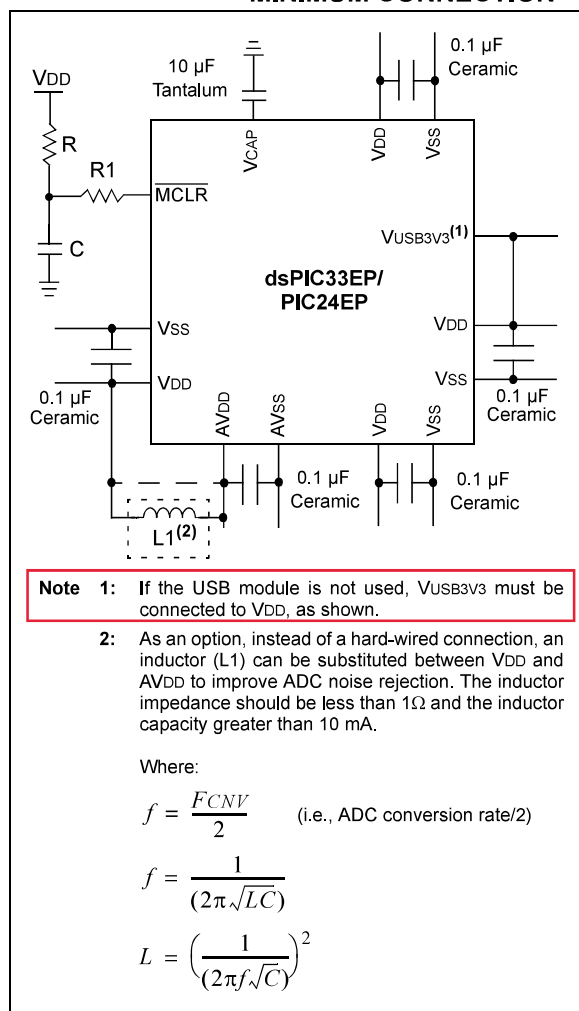 MINIMUM CONNECTION
0.1 µF
Ceramic
10 µF
Tantalum
VDD
R
R1
C
VCAP
VDD
VSS
MCLR
VUSB3V3(1)
dsPIC33EP/
PIC24EP
VSS
VDD
VDD
VSS
0.1 µF
Ceramic
0.1 µF
Ceramic
AVDD
AVSS
VDD
VSS
0.1 µF
Ceramic
0.1 µF
Ceramic
L1(2)
Note 1: If the USB module is not used, VUSB3V3 must be
connected to VDD, as shown.
2: As an option, instead of a hard-wired connection, an
inductor (L1) can be substituted between VDD and
AVDD to improve ADC noise rejection. The inductor
impedance should be less than 1Ω and the inductor
capacity greater than 10 mA.
Where:
f = FCNV / 2 (i.e., ADC conversion rate/2)
f = 1 / (2π√LC)
L = (1 / (2πf√C))²